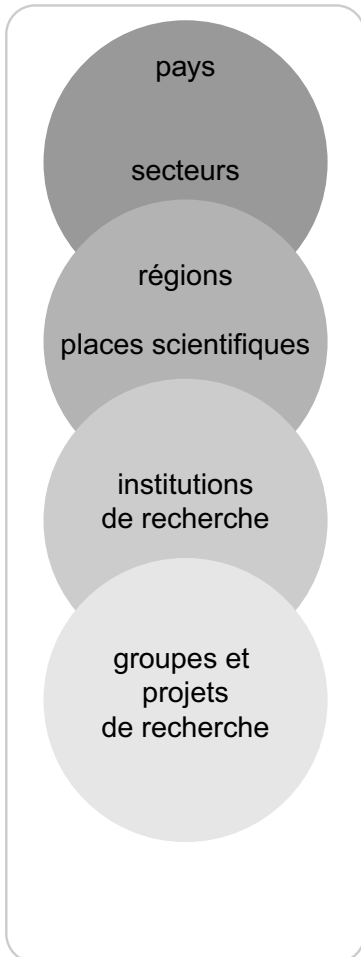 pays
secteurs
régions
places scientifiques
institutions
de recherche
groupes et
projets
de recherche